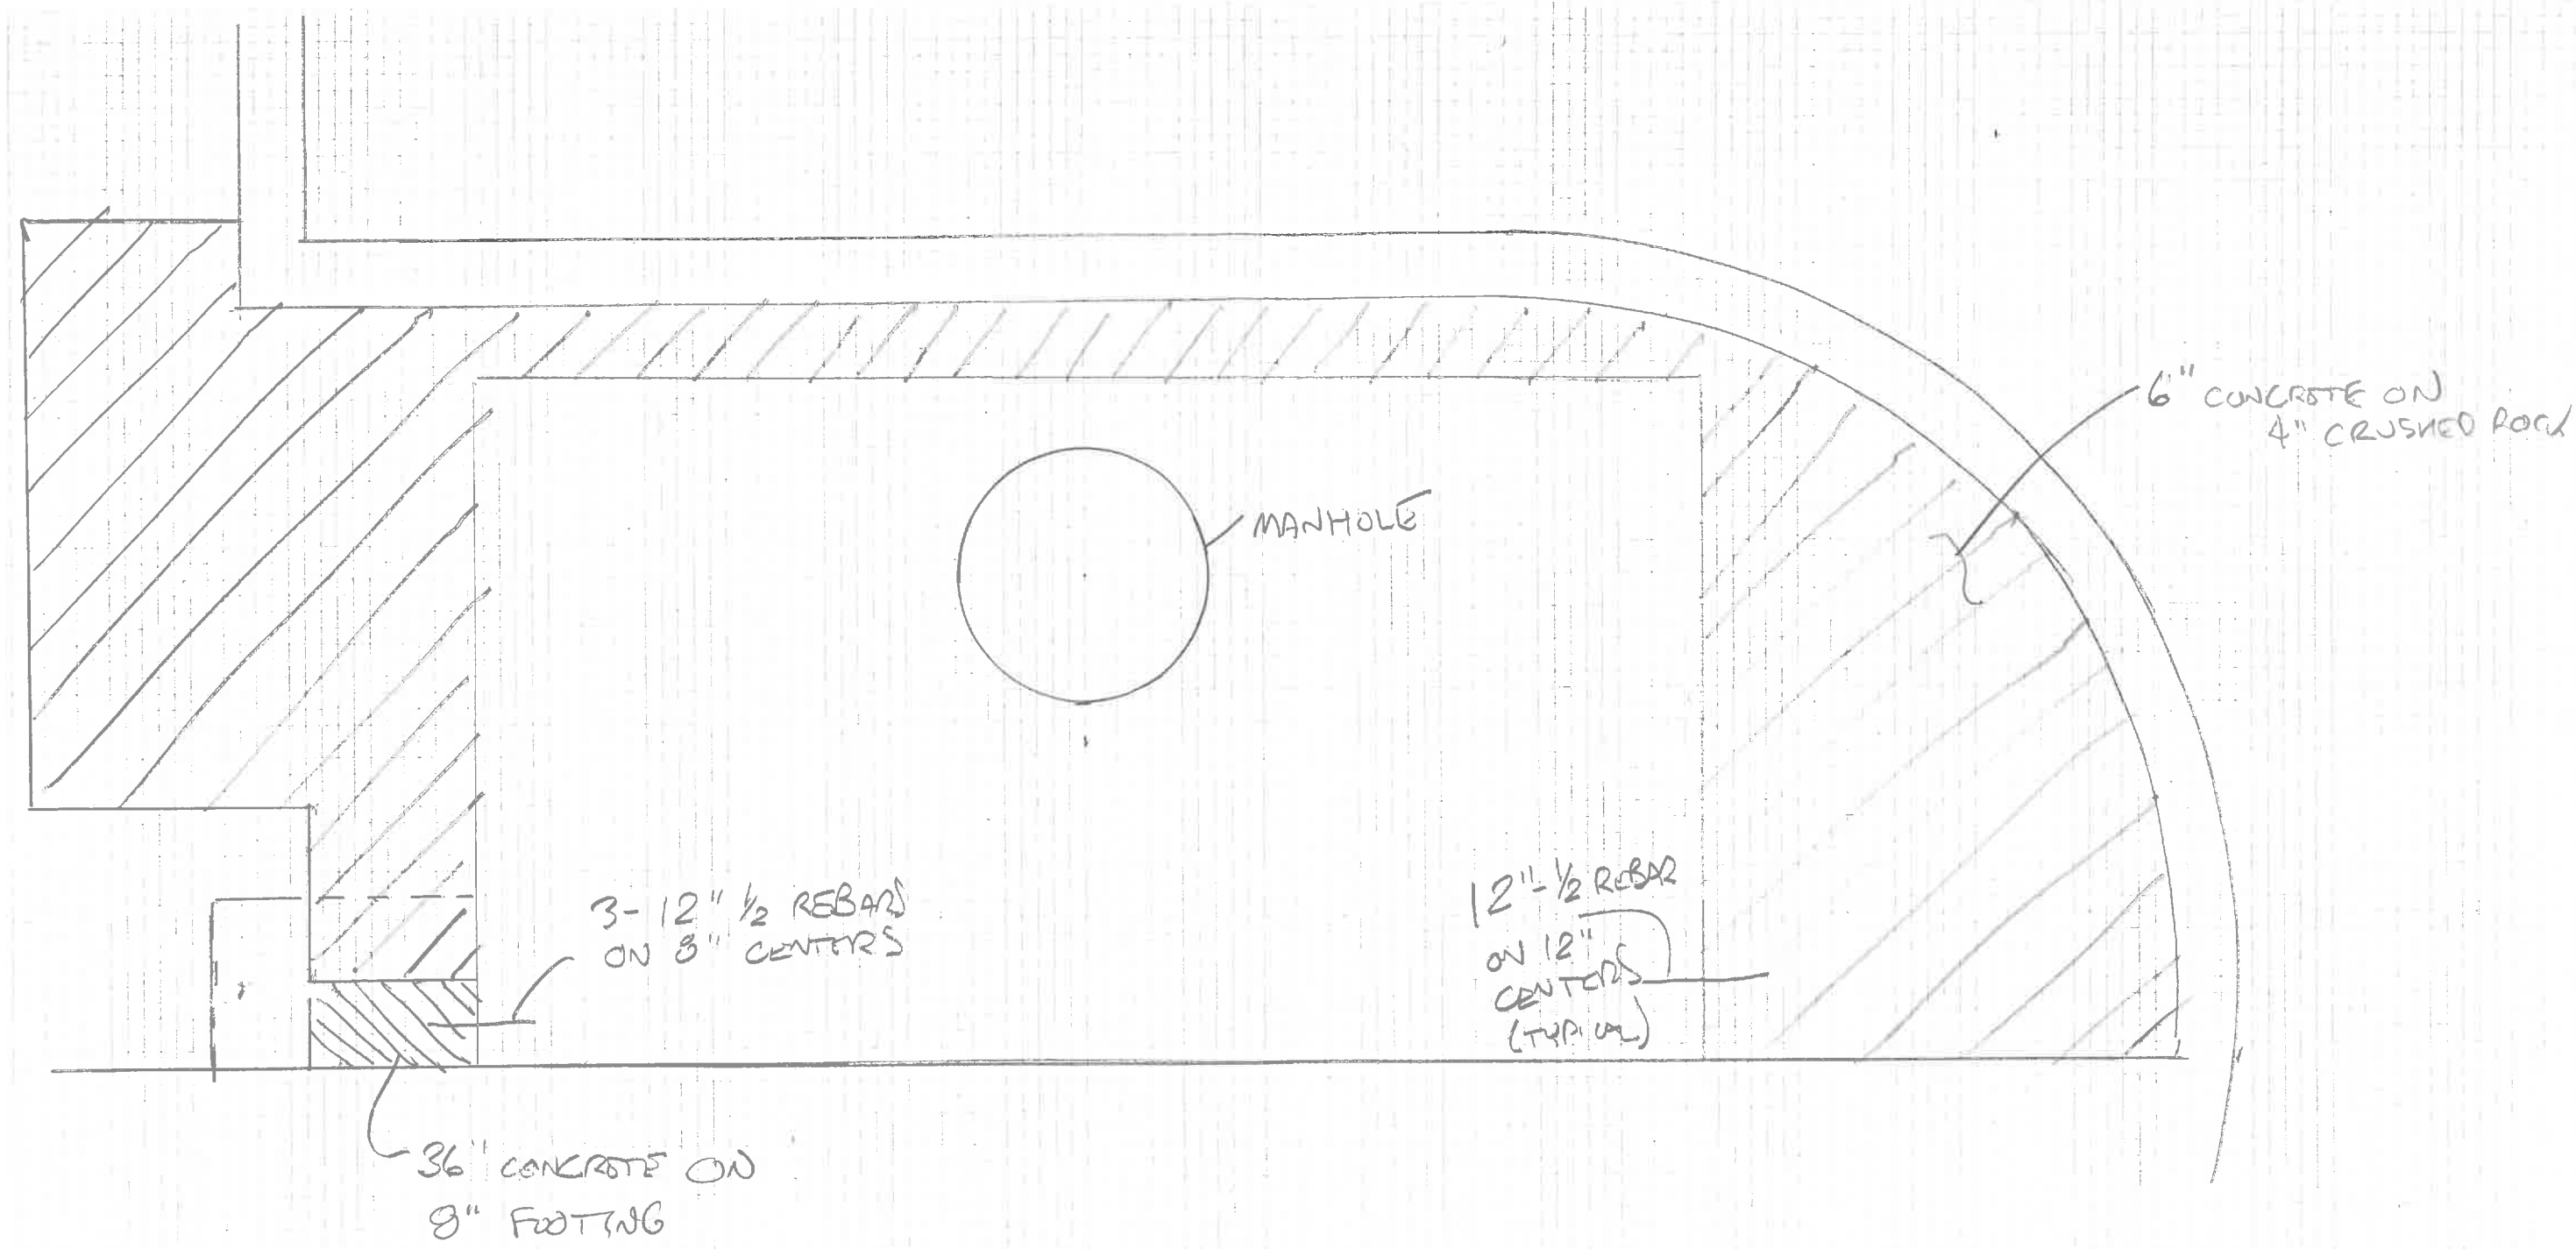 6" CONCRETE ON
4" CRUSHED ROCK
MANHOLE
3-12" ½ REBARS
ON 8" CENTERS
12"-½ REBAR
ON 12"
CENTERS
(TYPICAL)
36" CONCRETE ON
8" FOOTING